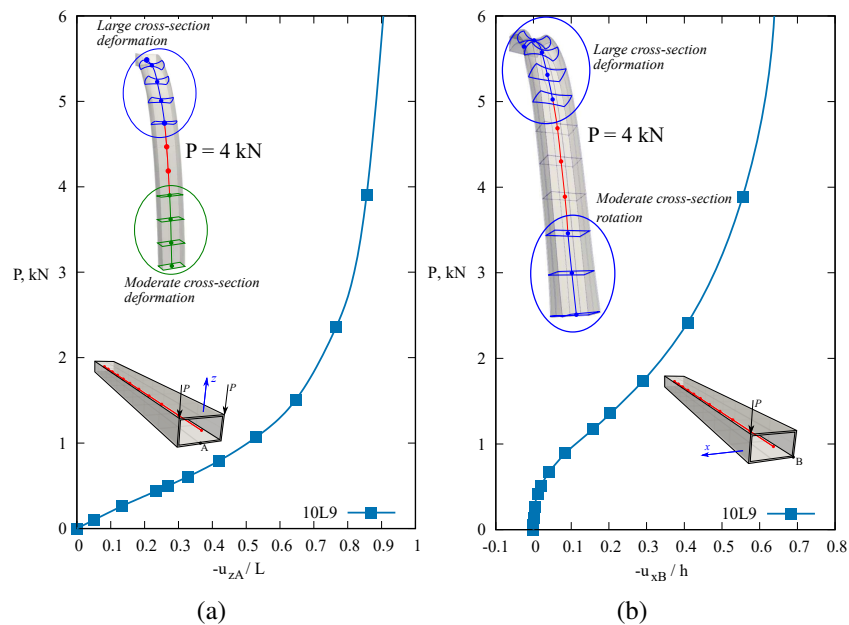 6
5
4
3
2
1
0
P, kN
Large cross-section
deformation
P = 4 kN
Moderate cross-section
deformation
z
P
P
A
10L9
0 0.1 0.2 0.3 0.4 0.5 0.6 0.7 0.8 0.9 1
-u_zA / L
(a)
6
5
4
3
2
1
0
P, kN
Large cross-section
deformation
P = 4 kN
Moderate cross-section
rotation
P
x
B
10L9
-0.1 0 0.1 0.2 0.3 0.4 0.5 0.6 0.7 0.8
-u_xB / h
(b)